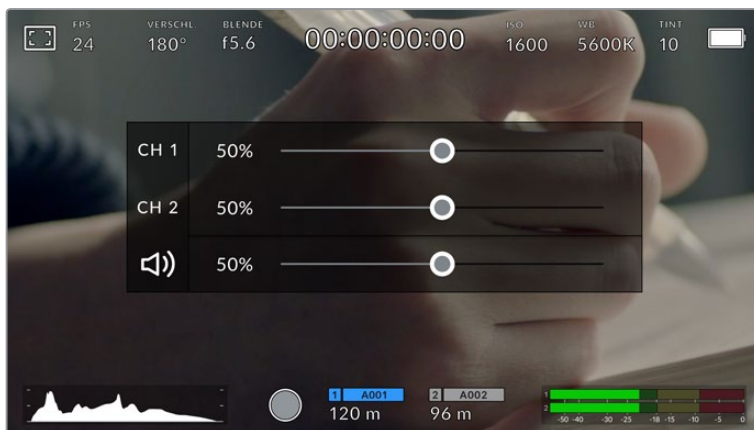 FPS VERSCHL. BLENDE ISO WB TINT
24 180° f5.6 00:00:00:00 1600 5600K 10
CH 1 50%
CH 2 50%
50%
1 A001 2 A002
120 m 96 m
1
2
-50 -40 -30 -25 -18 -15 -10 -5 0